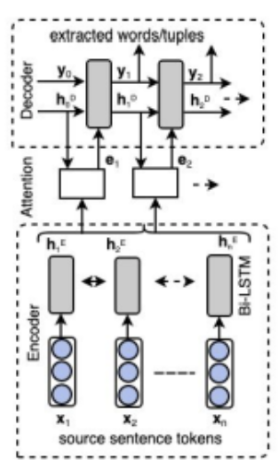 extracted words/tuples
Decoder
y₀ y₁ y₂
h₀ᴰ h₁ᴰ h₂ᴰ
Attention
e₁ e₂
h₁ᴱ h₂ᴱ hₙᴱ
Encoder
Bi-LSTM
x₁ x₂ xₙ
source sentence tokens